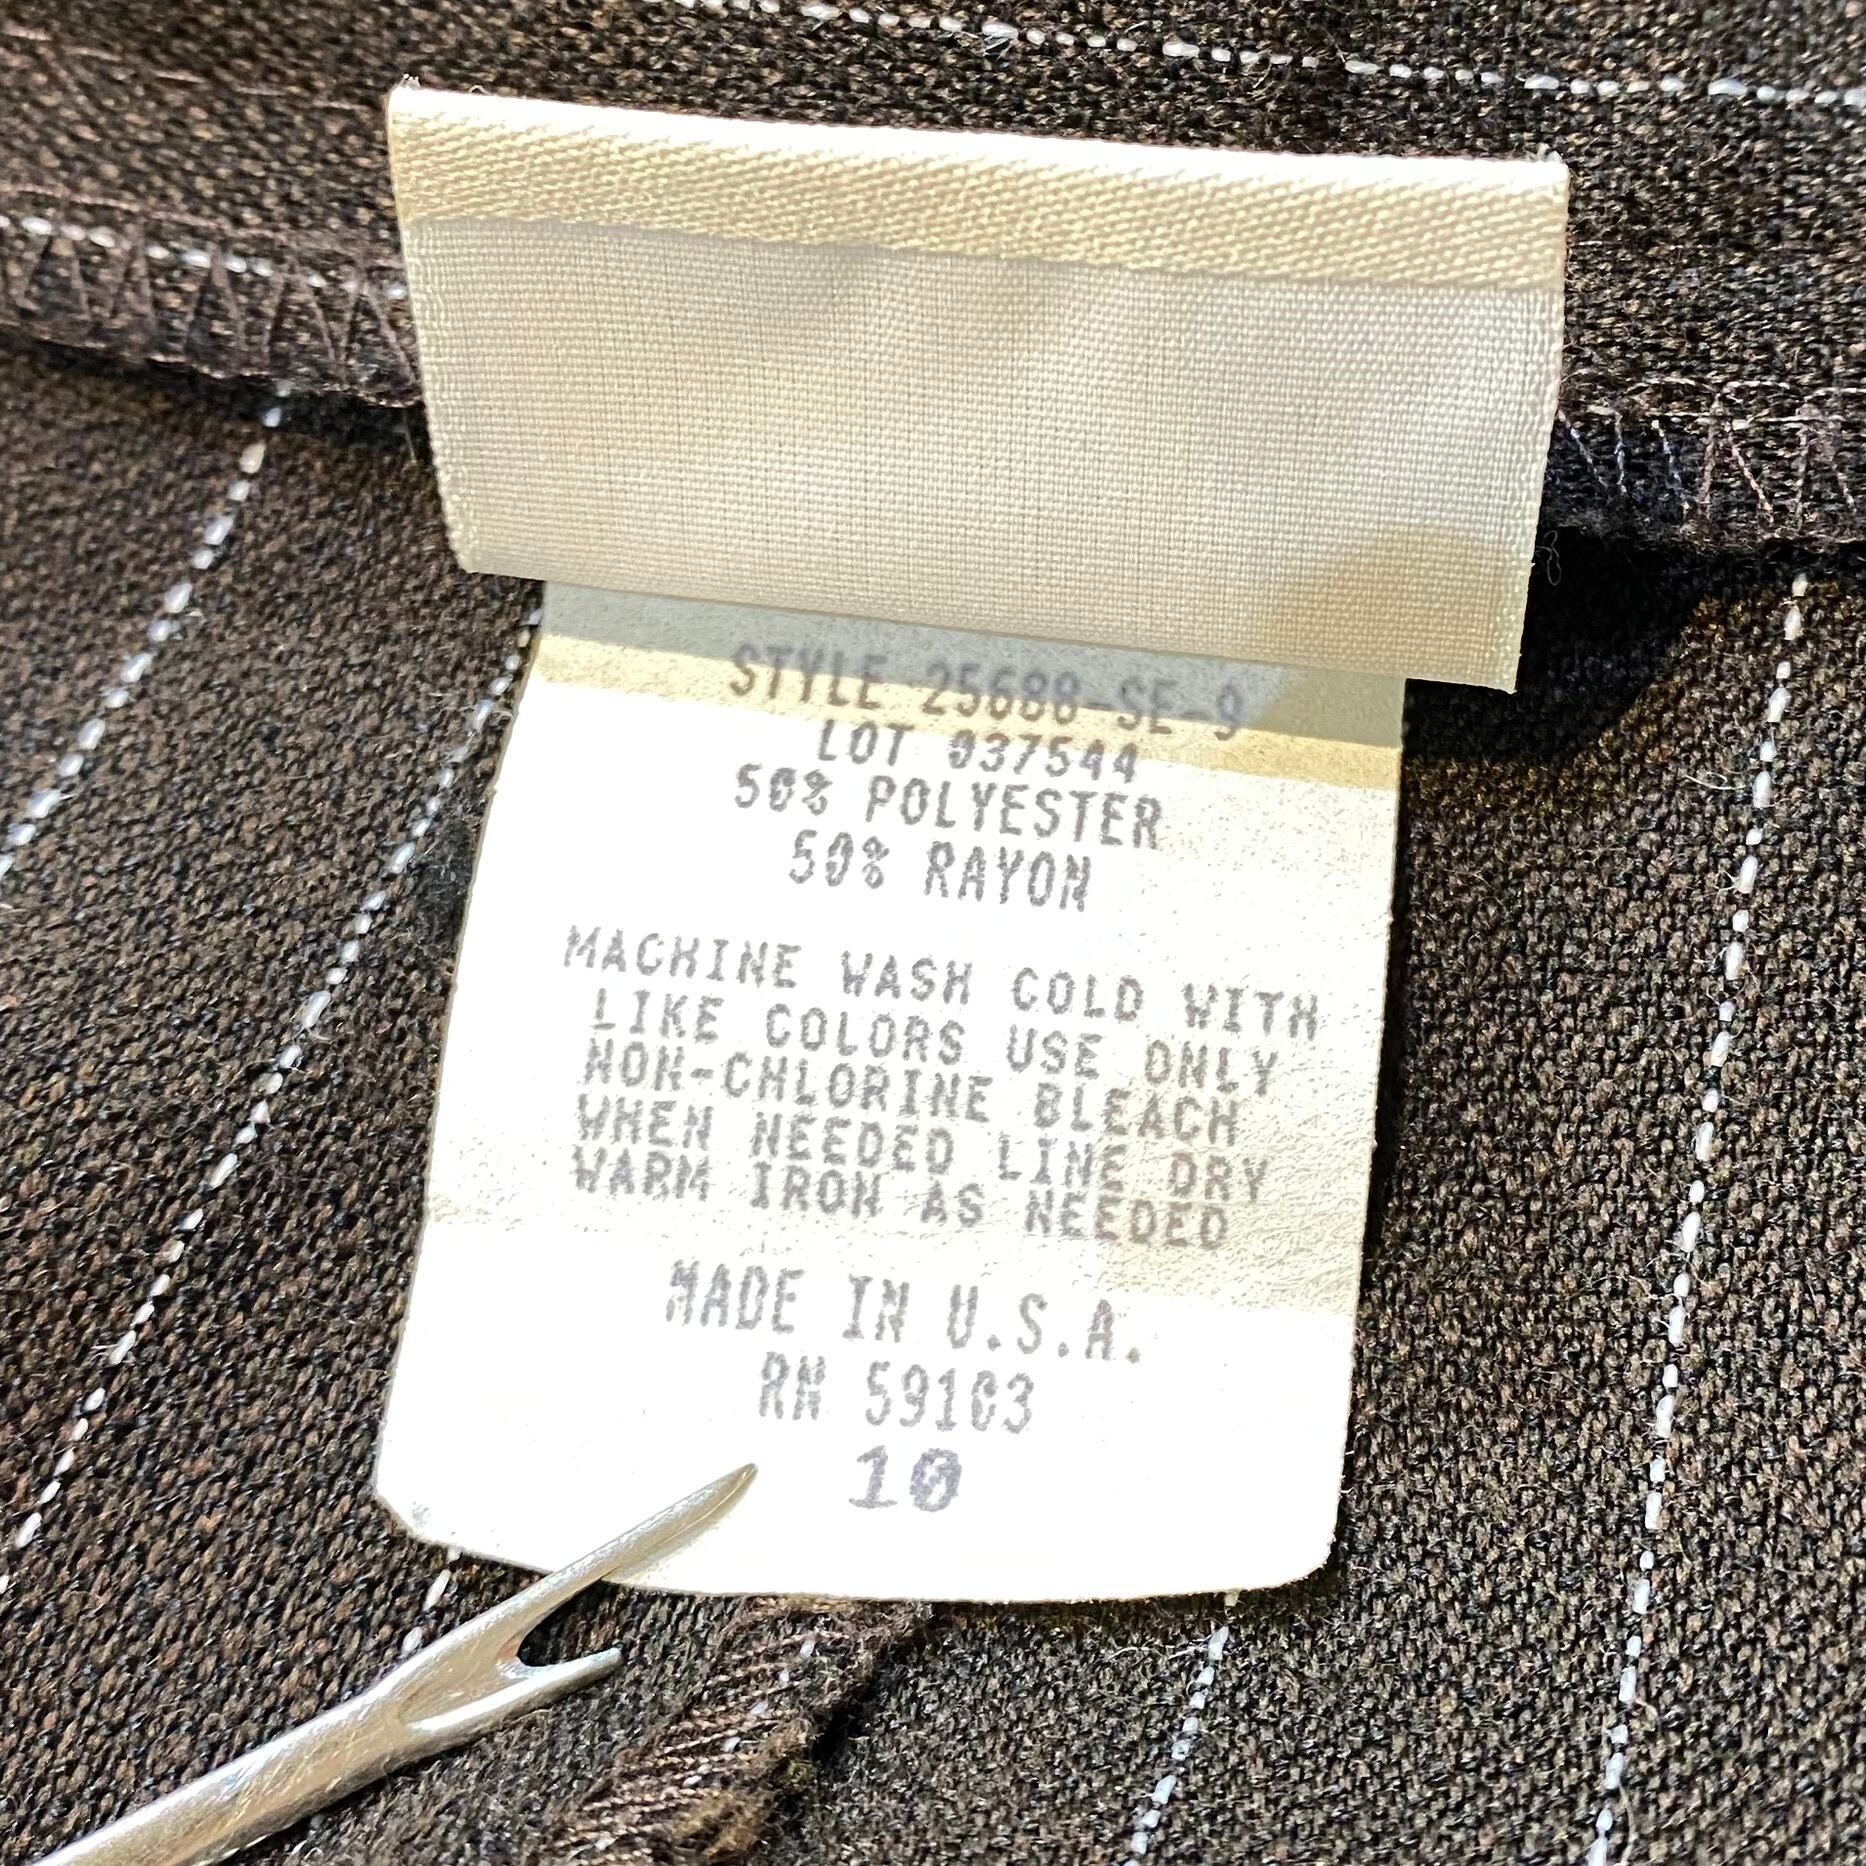 STYLE 25688-SE-9
LOT 037544
50% POLYESTER
50% RAYON
MACHINE WASH COLD WITH
LIKE COLORS USE ONLY
NON-CHLORINE BLEACH
WHEN NEEDED LINE DRY
WARM IRON AS NEEDED
MADE IN U.S.A.
RN 59103
10